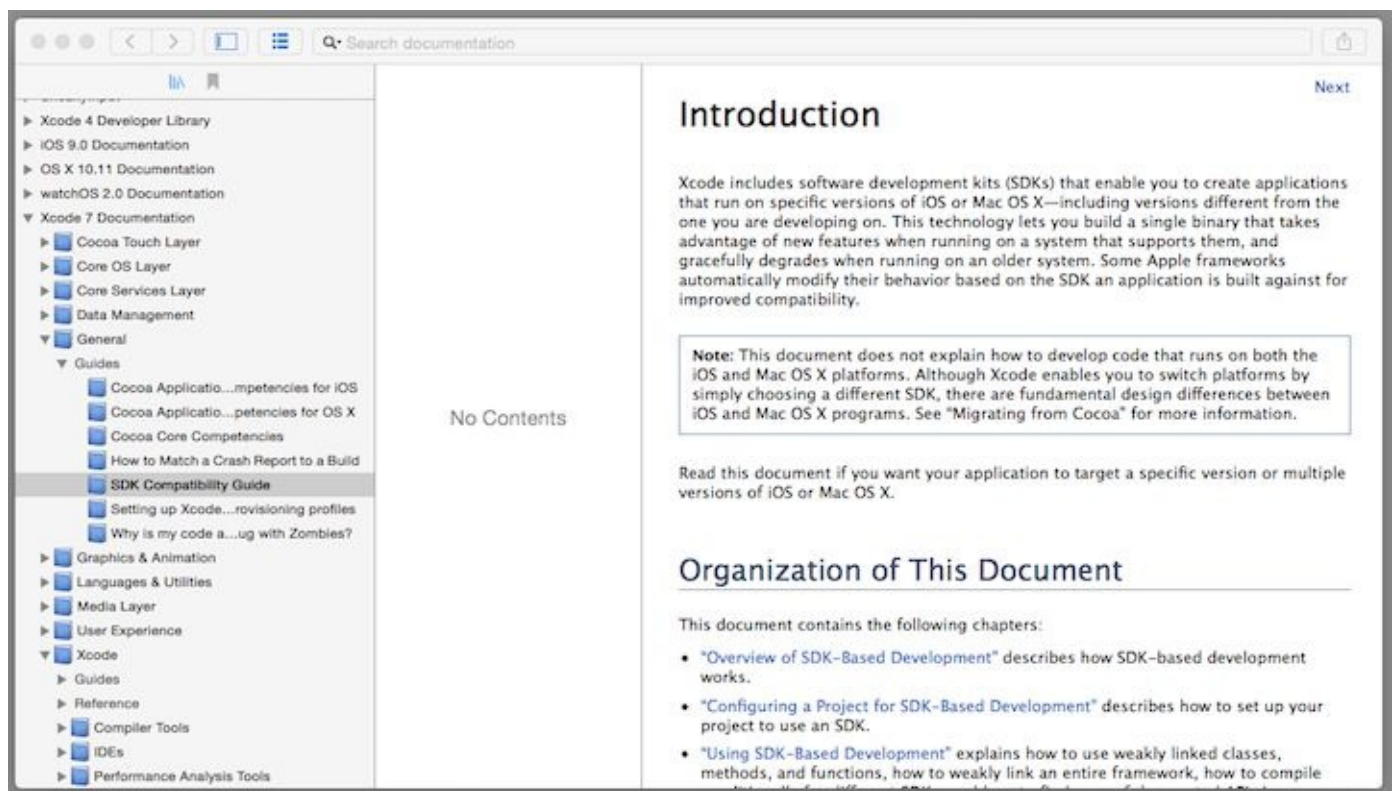 Search documentation
Xcode 4 Developer Library
iOS 9.0 Documentation
OS X 10.11 Documentation
watchOS 2.0 Documentation
Xcode 7 Documentation
Cocoa Touch Layer
Core OS Layer
Core Services Layer
Data Management
General
Guides
Cocoa Applicatio...mpetencies for iOS
Cocoa Applicatio...petencies for OS X
Cocoa Core Competencies
How to Match a Crash Report to a Build
SDK Compatibility Guide
Setting up Xcode...rovisioning profiles
Why is my code a...ug with Zombies?
Graphics & Animation
Languages & Utilities
Media Layer
User Experience
Xcode
Guides
Reference
Compiler Tools
IDEs
Performance Analysis Tools
No Contents
Next
Introduction
Xcode includes software development kits (SDKs) that enable you to create applications
that run on specific versions of iOS or Mac OS X—including versions different from the
one you are developing on. This technology lets you build a single binary that takes
advantage of new features when running on a system that supports them, and
gracefully degrades when running on an older system. Some Apple frameworks
automatically modify their behavior based on the SDK an application is built against for
improved compatibility.
Note: This document does not explain how to develop code that runs on both the
iOS and Mac OS X platforms. Although Xcode enables you to switch platforms by
simply choosing a different SDK, there are fundamental design differences between
iOS and Mac OS X programs. See “Migrating from Cocoa” for more information.
Read this document if you want your application to target a specific version or multiple
versions of iOS or Mac OS X.
Organization of This Document
This document contains the following chapters:
• “Overview of SDK-Based Development” describes how SDK-based development
works.
• “Configuring a Project for SDK-Based Development” describes how to set up your
project to use an SDK.
• “Using SDK-Based Development” explains how to use weakly linked classes,
methods, and functions, how to weakly link an entire framework, how to compile